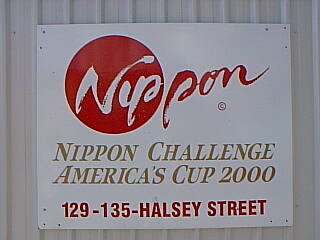 Nippon
©
NIPPON CHALLENGE
AMERICA'S CUP 2000
129-135-HALSEY STREET